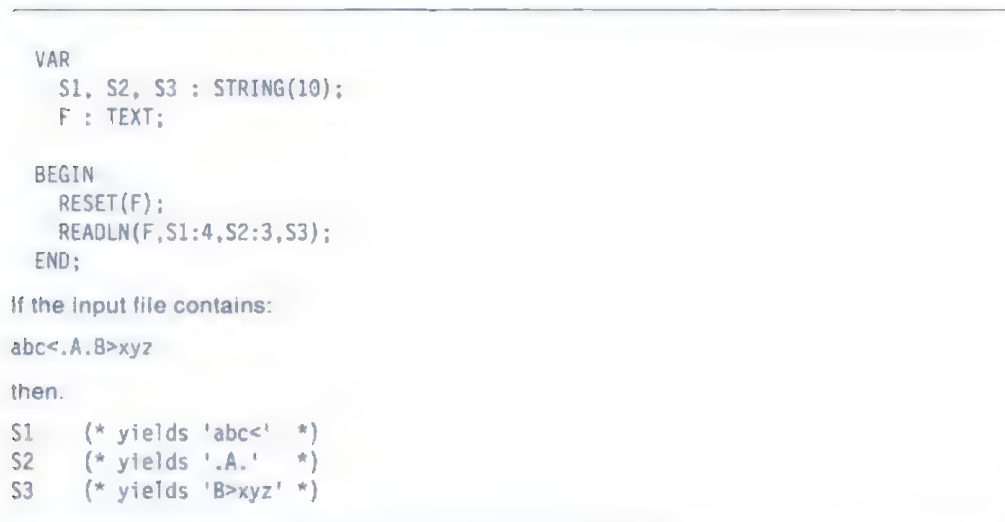 VAR
S1, S2, S3 : STRING(10);
F : TEXT;
BEGIN
RESET(F);
READLN(F,S1:4,S2:3,S3);
END;
If the input file contains:
abc<.A.B>xyz
then.
S1 (* yields 'abc<' *)
S2 (* yields '.A.' *)
S3 (* yields 'B>xyz' *)